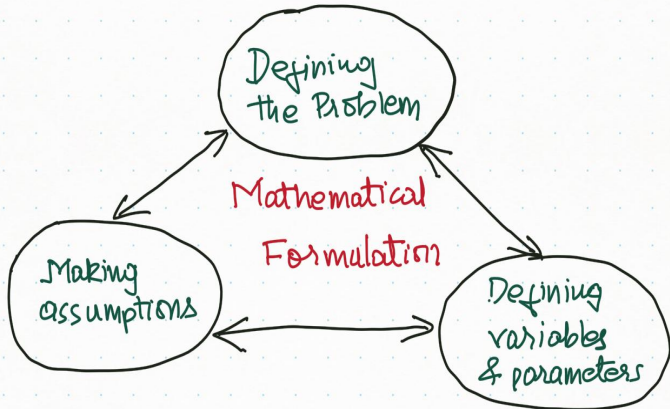 Defining
the Problem
Mathematical
Formulation
Making
assumptions
Defining
variables
& parameters